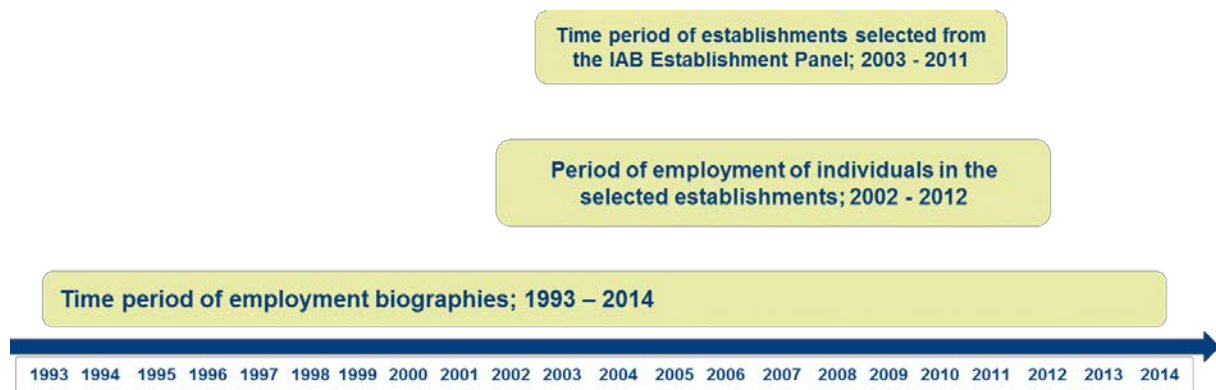 Time period of establishments selected from
the IAB Establishment Panel; 2003 - 2011
Period of employment of individuals in the
selected establishments; 2002 - 2012
Time period of employment biographies; 1993 – 2014
1993 1994 1995 1996 1997 1998 1999 2000 2001 2002 2003 2004 2005 2006 2007 2008 2009 2010 2011 2012 2013 2014